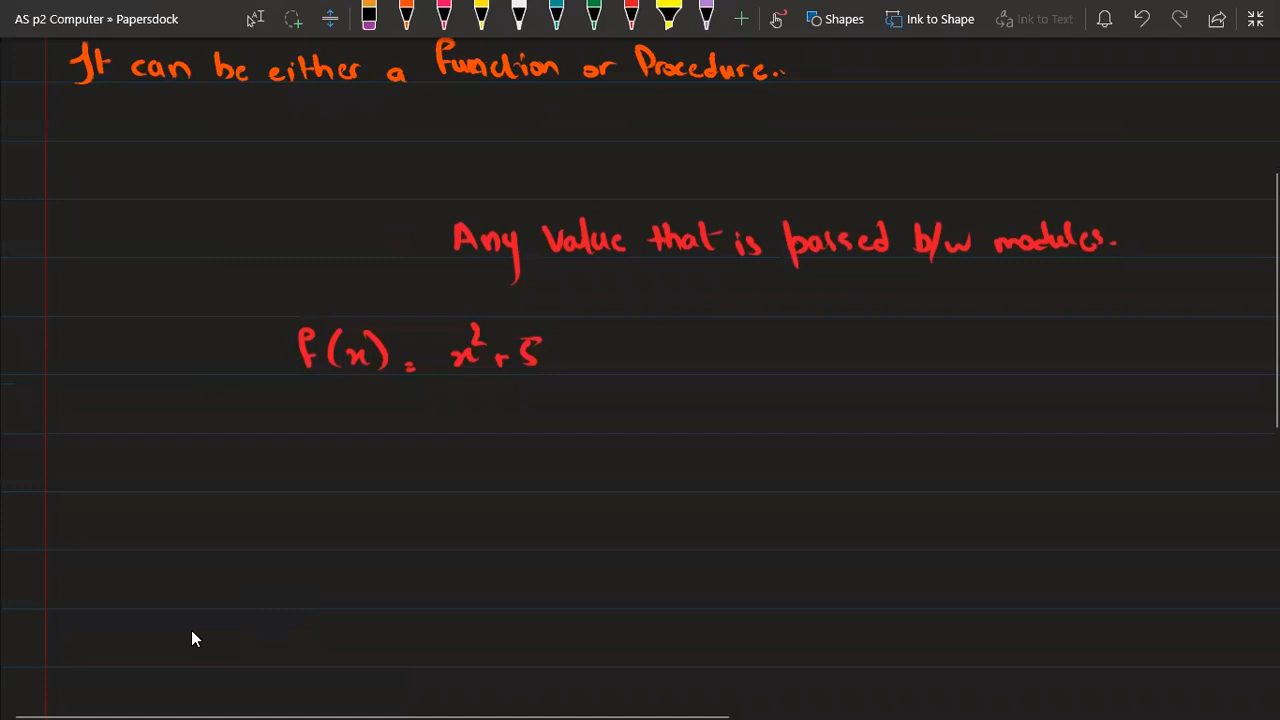 AS p2 Computer » Papersdock
Shapes
Ink to Shape
Ink to Text
It can be either a Function or Procedure.
Any Value that is passed b/w modules.
f(x) = x² + 5